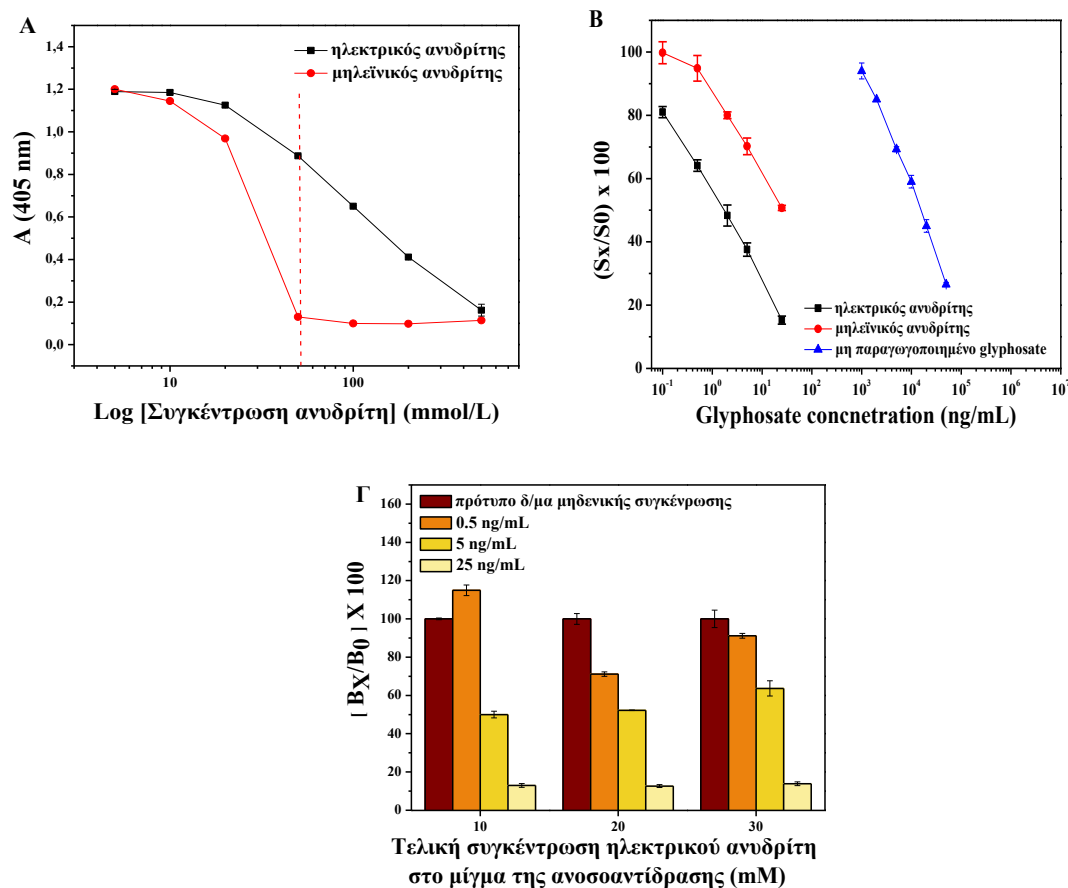 A
1,4
1,2
1,0
0,8
0,6
0,4
0,2
0,0
A (405 nm)
ηλεκτρικός ανυδρίτης
μηλεϊνικός ανυδρίτης
10
100
Log [Συγκέντρωση ανυδρίτη] (mmol/L)
B
100
80
60
40
20
0
(Sx/S0) x 100
ηλεκτρικός ανυδρίτης
μηλεϊνικός ανυδρίτης
μη παραγωγοποιημένο glyphosate
10⁻¹ 10⁰ 10¹ 10² 10³ 10⁴ 10⁵ 10⁶ 10⁷
Glyphosate concnetration (ng/mL)
Γ
160
140
120
100
80
60
40
20
0
[ BX/B0 ] X 100
πρότυπο δ/μα μηδενικής συγκένρωσης
0.5 ng/mL
5 ng/mL
25 ng/mL
10 20 30
Τελική συγκέντρωση ηλεκτρικού ανυδρίτη
στο μίγμα της ανοσοαντίδρασης (mM)